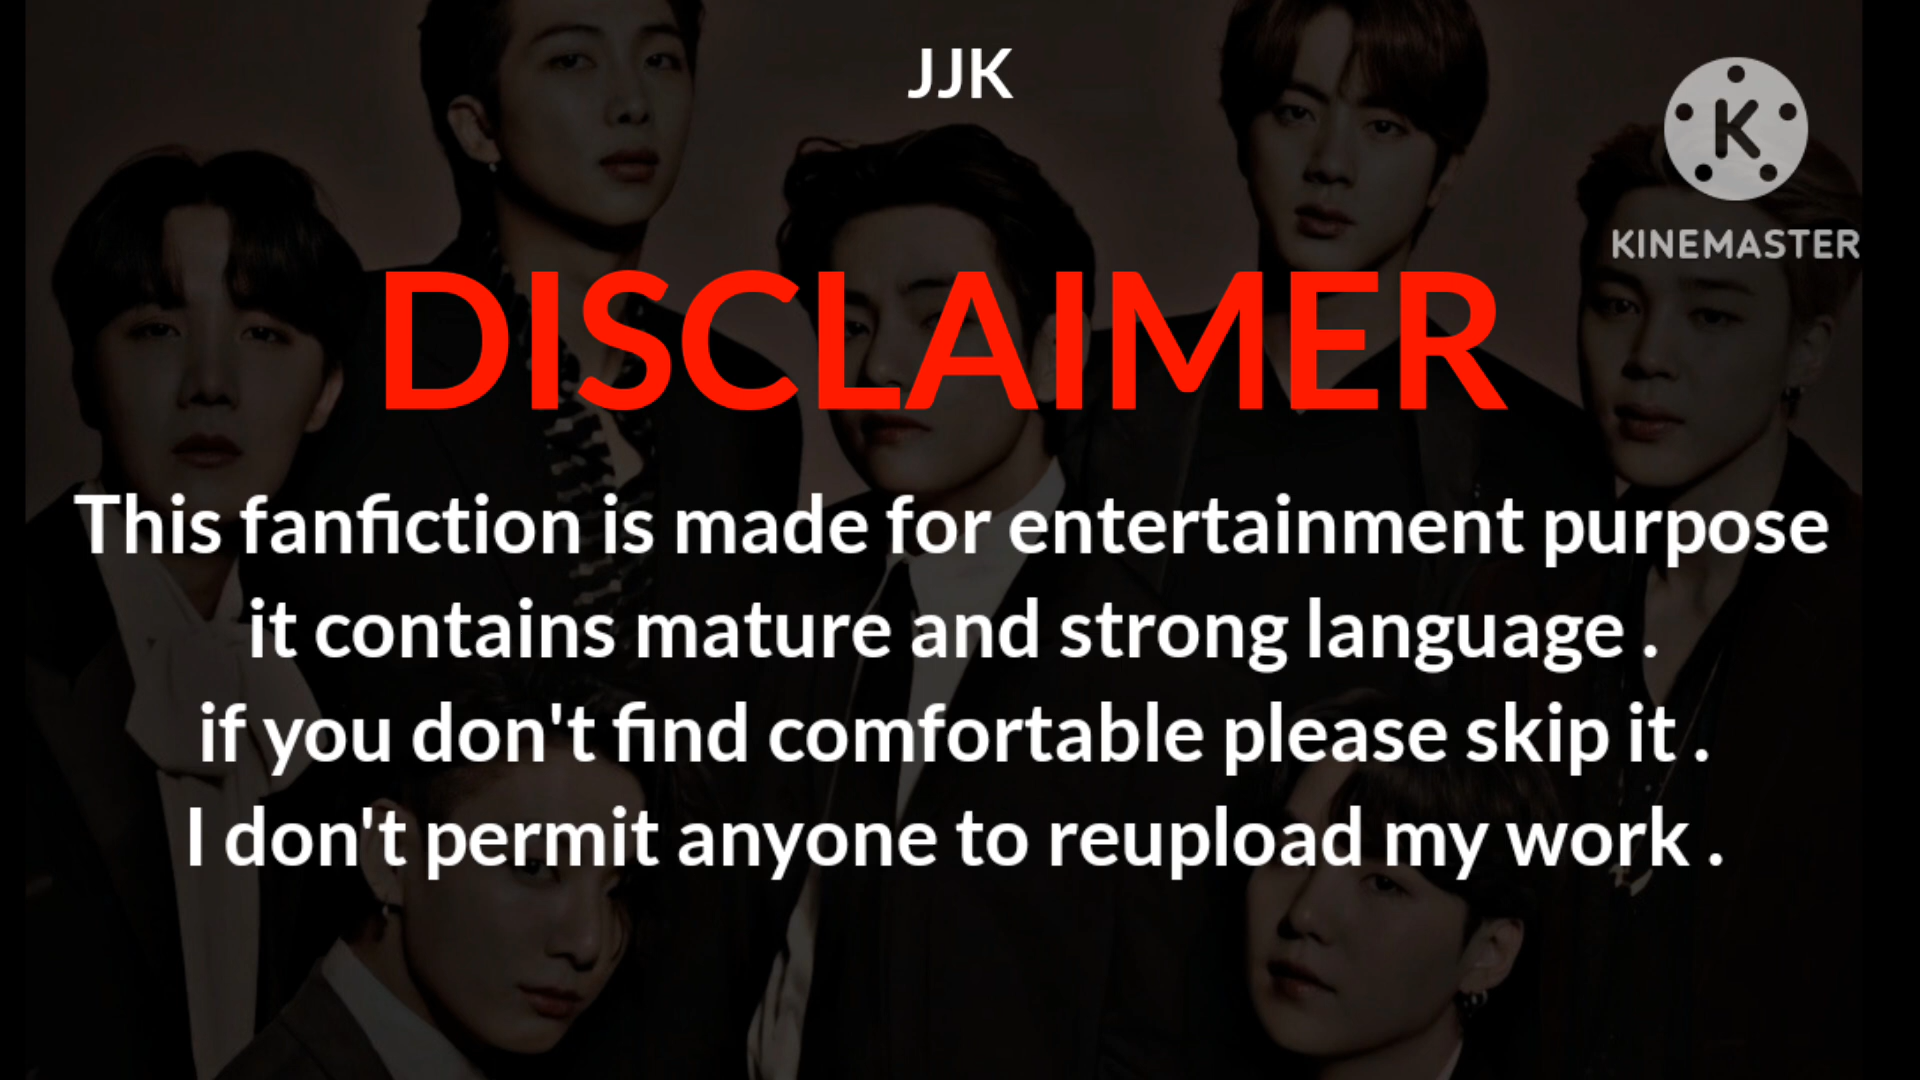 JJK
K
KINEMASTER
DISCLAIMER
This fanfiction is made for entertainment purpose
it contains mature and strong language .
if you don't find comfortable please skip it .
I don't permit anyone to reupload my work .